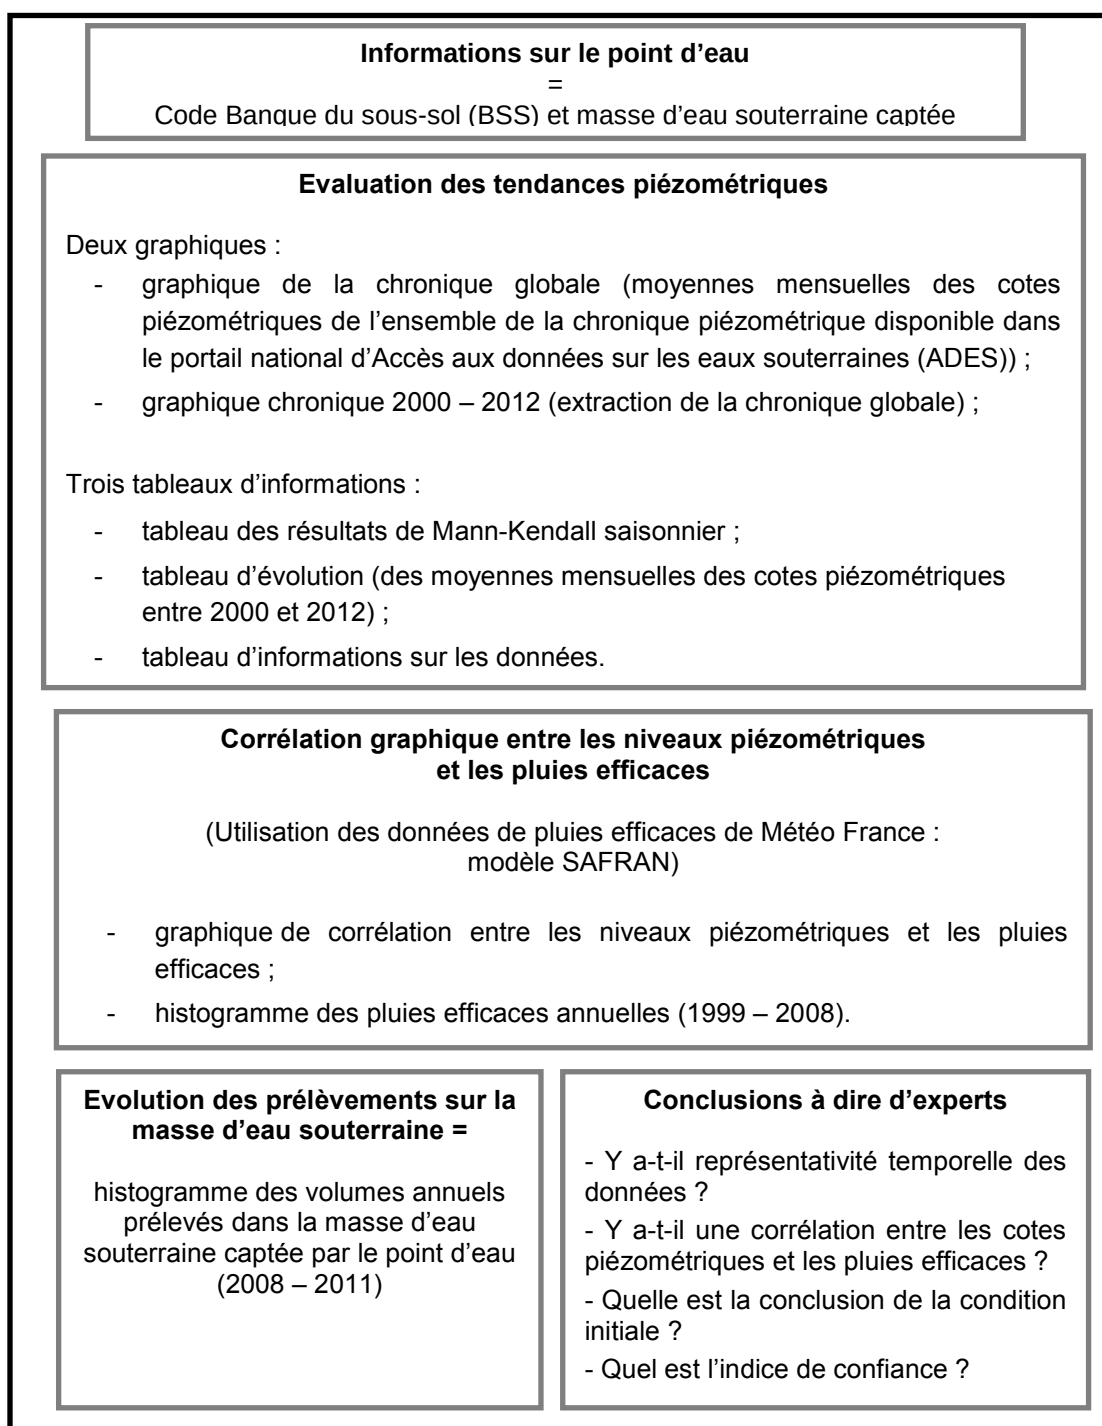 Informations sur le point d’eau
=
Code Banque du sous-sol (BSS) et masse d’eau souterraine captée
Evaluation des tendances piézométriques
Deux graphiques :
- graphique de la chronique globale (moyennes mensuelles des cotes
piézométriques de l’ensemble de la chronique piézométrique disponible dans
le portail national d’Accès aux données sur les eaux souterraines (ADES)) ;
- graphique chronique 2000 – 2012 (extraction de la chronique globale) ;
Trois tableaux d’informations :
- tableau des résultats de Mann-Kendall saisonnier ;
- tableau d’évolution (des moyennes mensuelles des cotes piézométriques
entre 2000 et 2012) ;
- tableau d’informations sur les données.
Corrélation graphique entre les niveaux piézométriques
et les pluies efficaces
(Utilisation des données de pluies efficaces de Météo France :
modèle SAFRAN)
- graphique de corrélation entre les niveaux piézométriques et les pluies
efficaces ;
- histogramme des pluies efficaces annuelles (1999 – 2008).
Evolution des prélèvements sur la
masse d’eau souterraine =
histogramme des volumes annuels
prélevés dans la masse d’eau
souterraine captée par le point d’eau
(2008 – 2011)
Conclusions à dire d’experts
- Y a-t-il représentativité temporelle des
données ?
- Y a-t-il une corrélation entre les cotes
piézométriques et les pluies efficaces ?
- Quelle est la conclusion de la condition
initiale ?
- Quel est l’indice de confiance ?